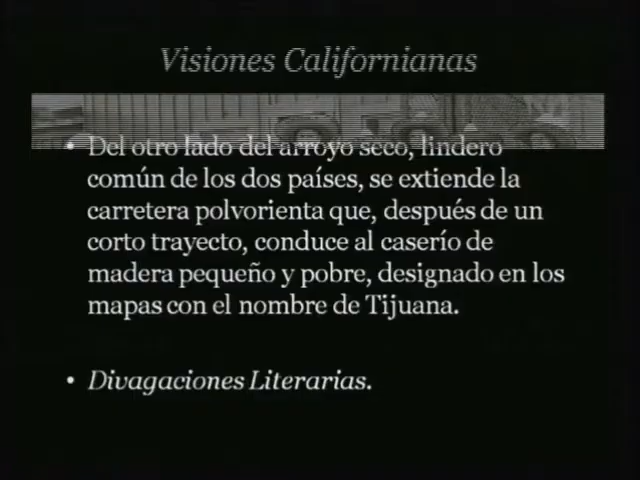 Visiones Californianas
• Del otro lado del arroyo seco, lindero
común de los dos países, se extiende la
carretera polvorienta que, después de un
corto trayecto, conduce al caserío de
madera pequeño y pobre, designado en los
mapas con el nombre de Tijuana.
• Divagaciones Literarias.